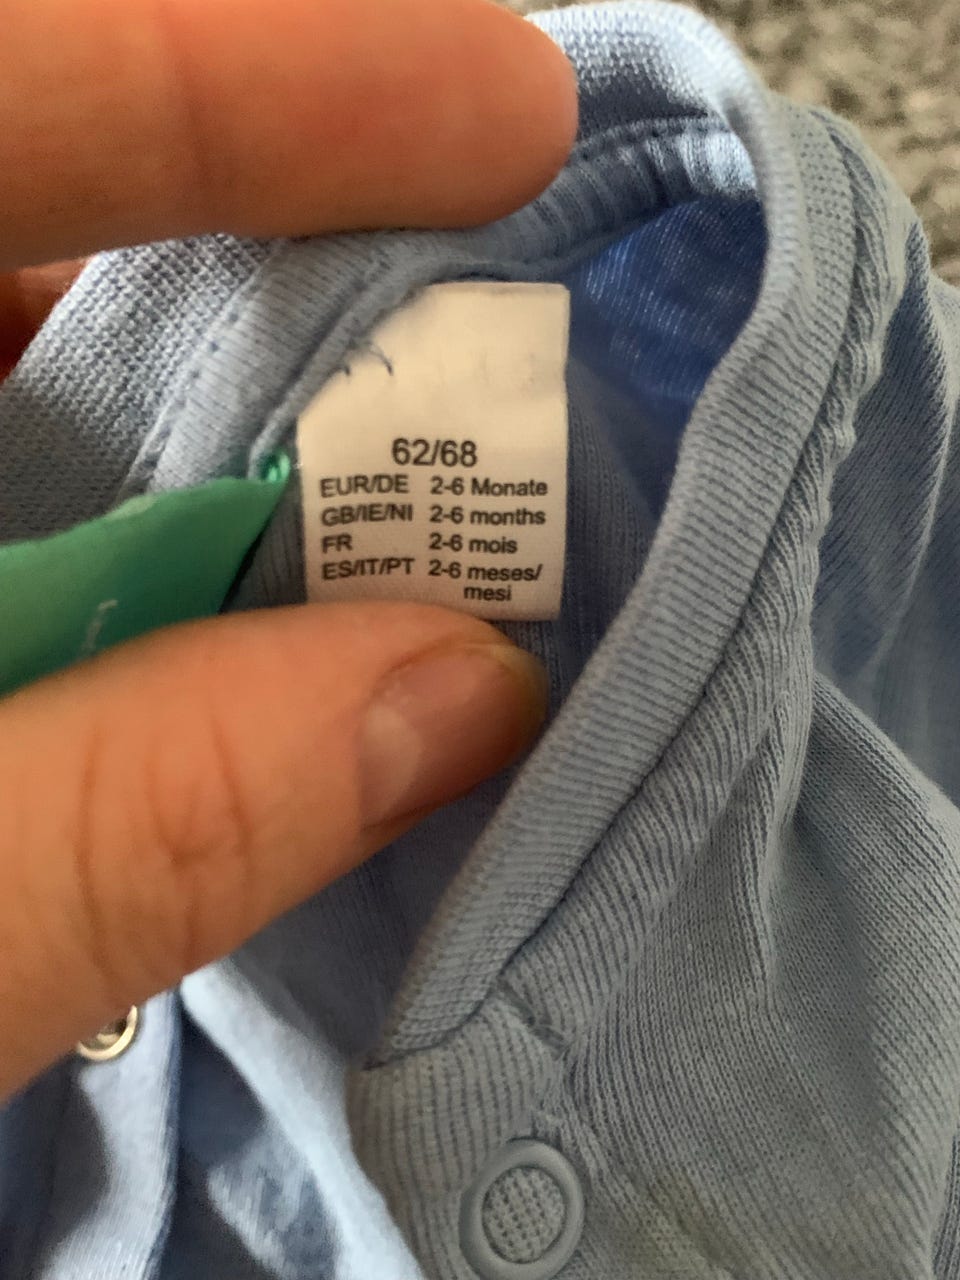 62/68
EUR/DE 2-6 Monate
GB/IE/NI 2-6 months
FR 2-6 mois
ES/IT/PT 2-6 meses/
mesi